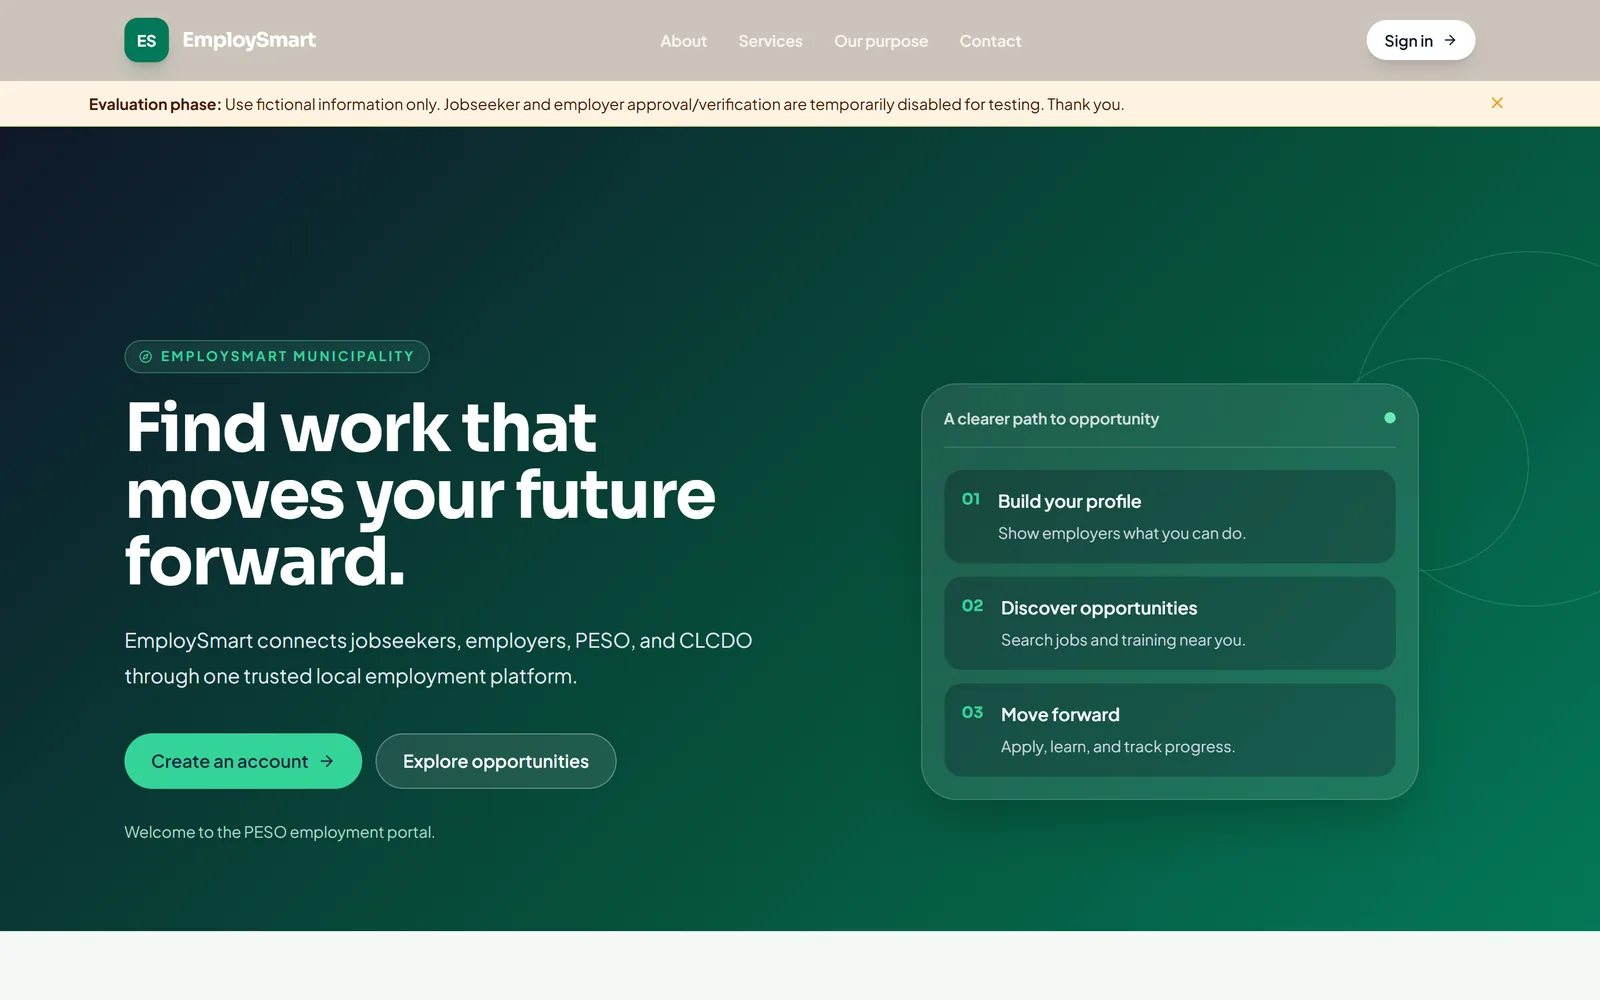 ES
EmploySmart
About
Services
Our purpose
Contact
Sign in
Evaluation phase: Use fictional information only. Jobseeker and employer approval/verification are temporarily disabled for testing. Thank you.
EMPLOYSMART MUNICIPALITY
Find work that
moves your future
forward.
EmploySmart connects jobseekers, employers, PESO, and CLCDO
through one trusted local employment platform.
Create an account
Explore opportunities
Welcome to the PESO employment portal.
A clearer path to opportunity
01 Build your profile
Show employers what you can do.
02 Discover opportunities
Search jobs and training near you.
03 Move forward
Apply, learn, and track progress.